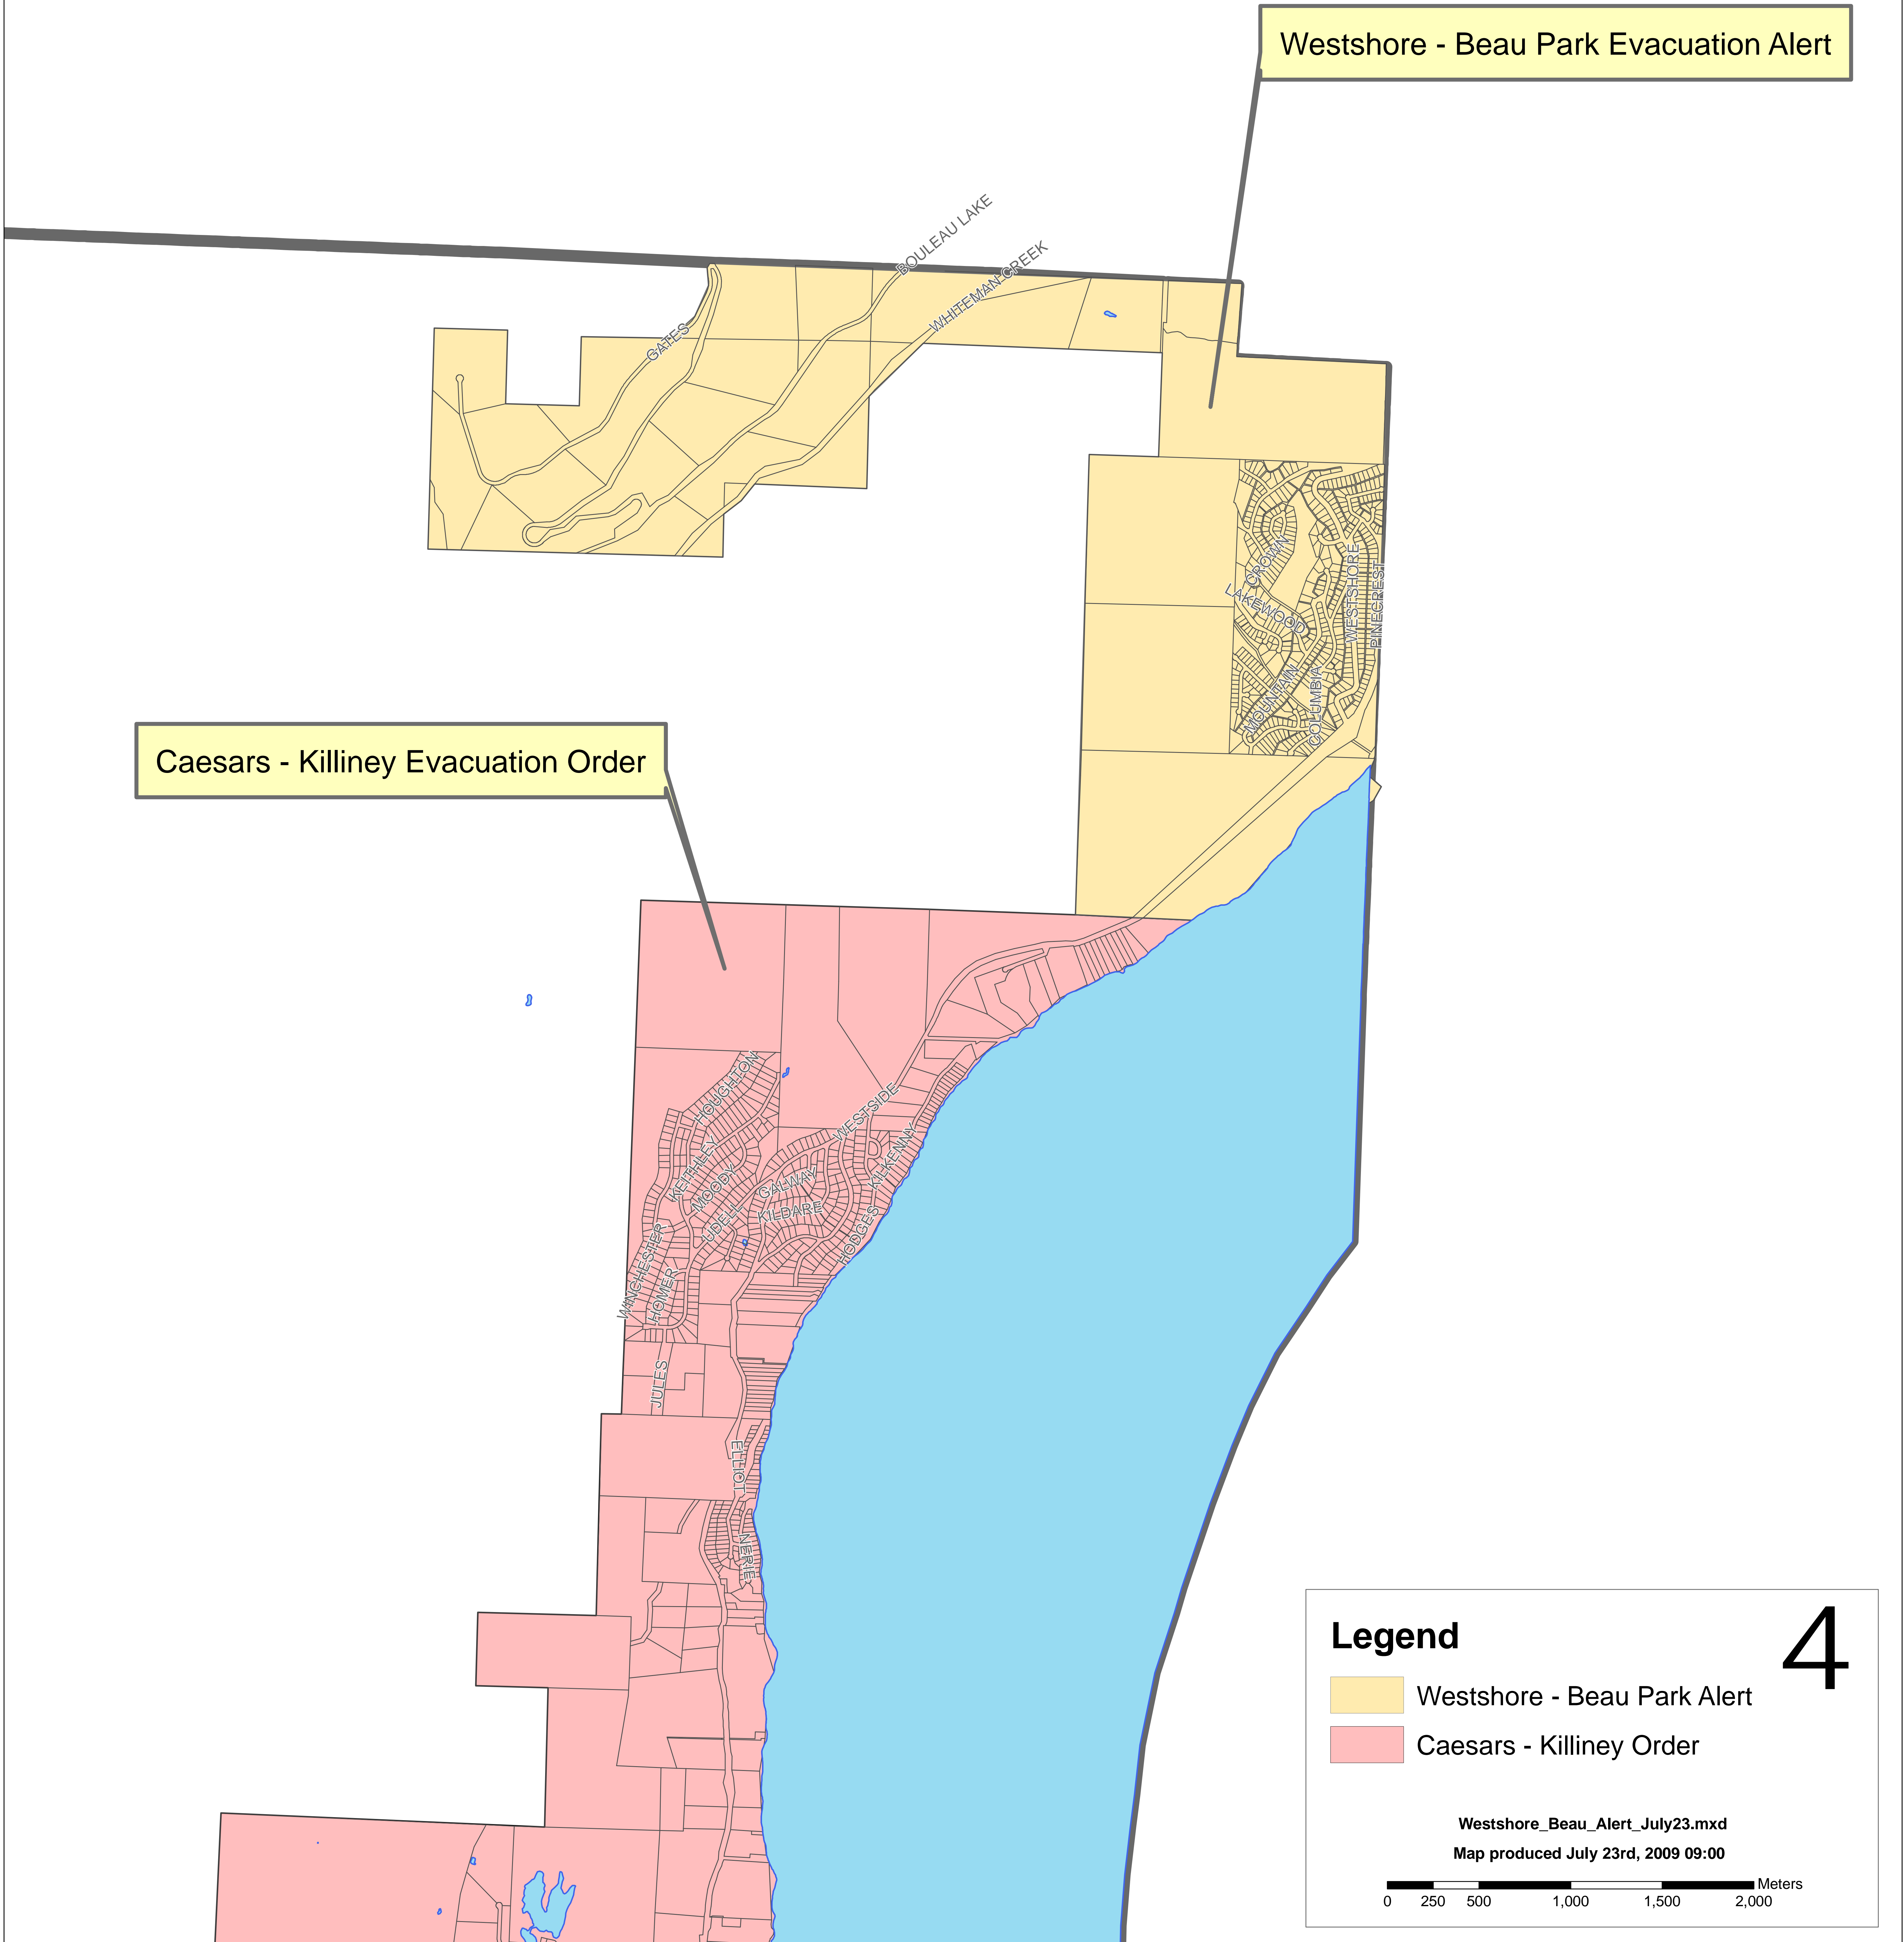 Westshore - Beau Park Evacuation Alert
BOULEAU LAKE
WHITEMAN CREEK
GATES
CROWN
LAKEWOOD
WESTSHORE
PINECREST
MOUNTAIN
COLUMBIA
Caesars - Killiney Evacuation Order
HOUGHTON
WESTSIDE
KEITHLEY
MOODY
GALWAY
KILKENNY
UDELL
KILDARE
HODGES
WINCHESTER
HOMER
JULES
ELLIOT
NERIE
Legend
4
Westshore - Beau Park Alert
Caesars - Killiney Order
Westshore_Beau_Alert_July23.mxd
Map produced July 23rd, 2009 09:00
Meters
0 250 500 1,000 1,500 2,000